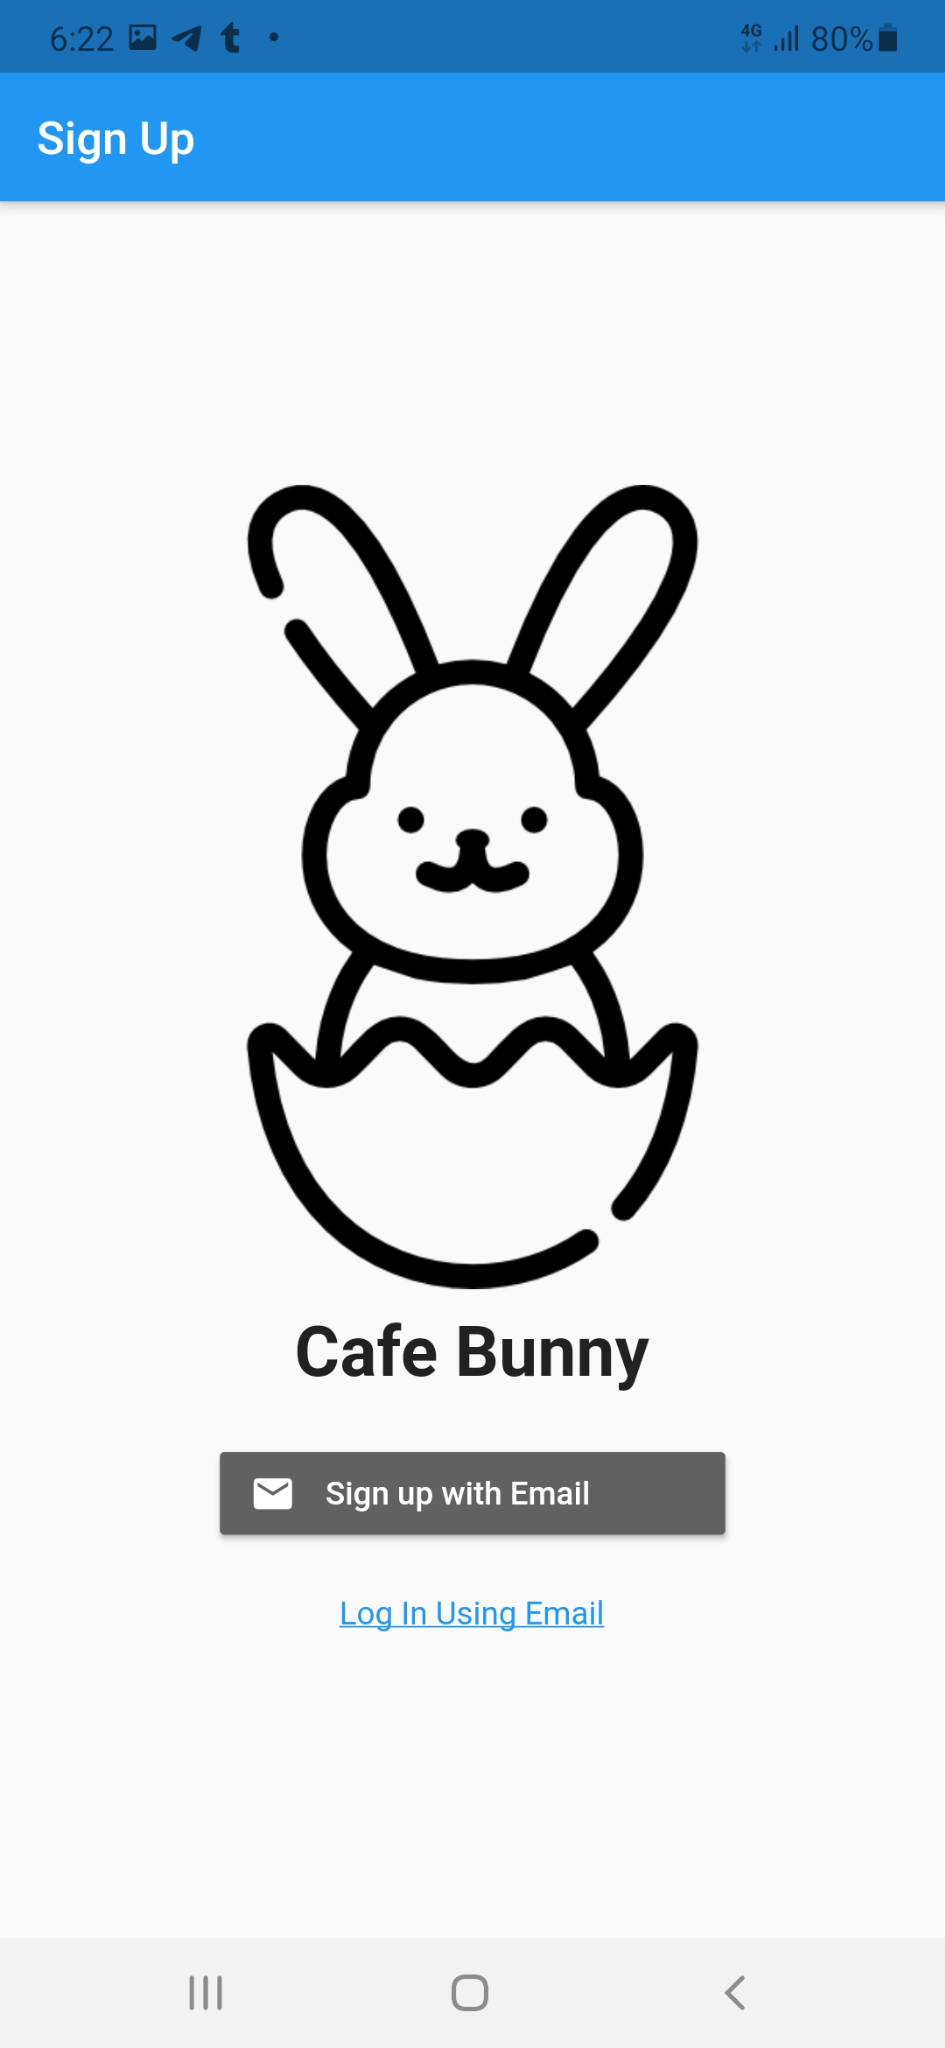 6:22 t 4G 80%
Sign Up
Cafe Bunny
Sign up with Email
Log In Using Email